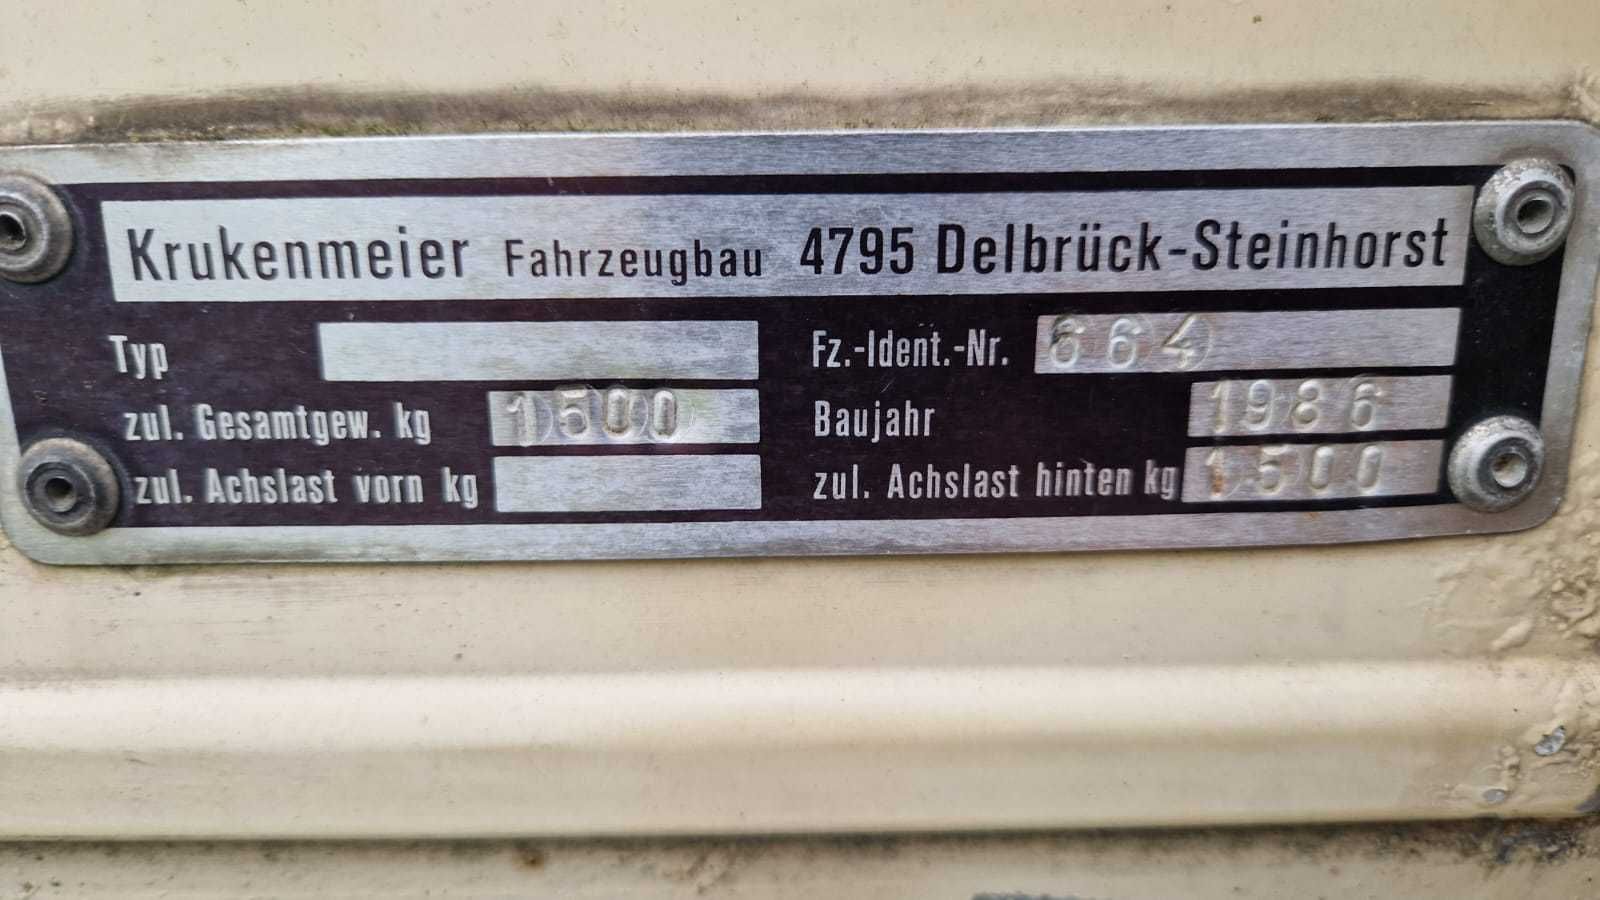 Krukenmeier Fahrzeugbau 4795 Delbrück-Steinhorst
Typ Fz.-Ident.-Nr. 664
zul. Gesamtgew. kg 1500 Baujahr 1986
zul. Achslast vorn kg zul. Achslast hinten kg 1500